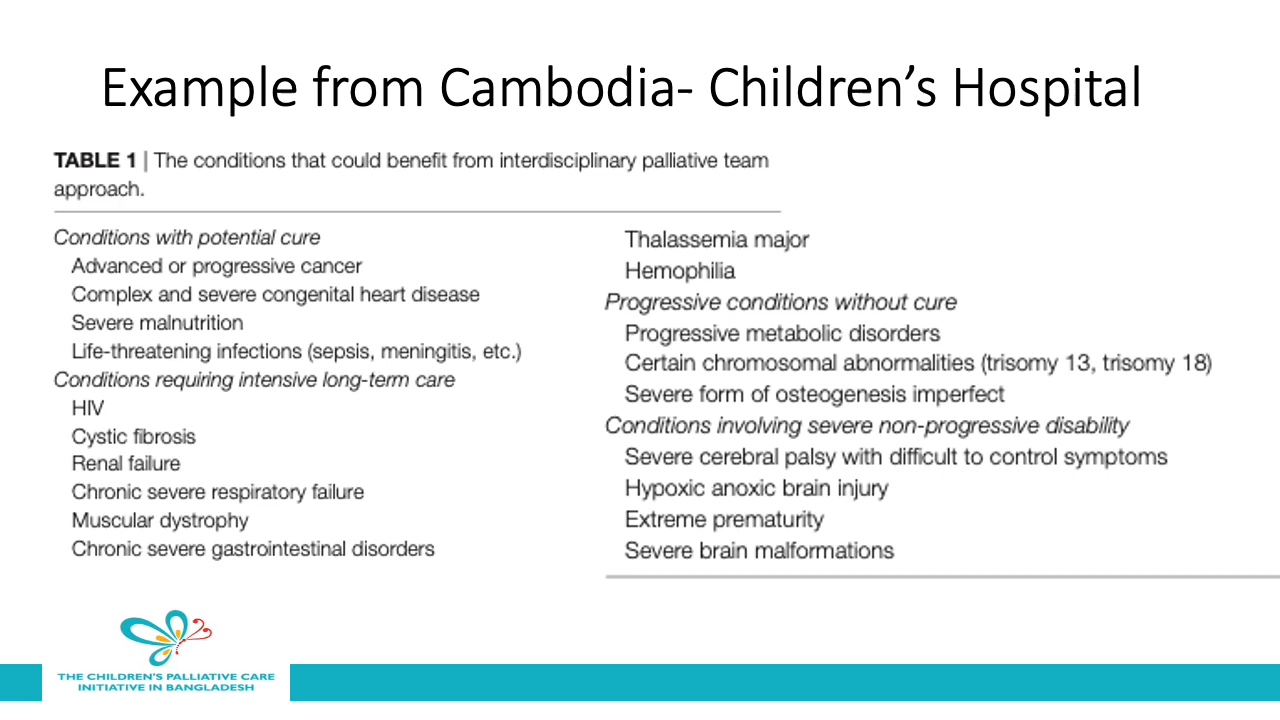 Example from Cambodia- Children’s Hospital
TABLE 1 | The conditions that could benefit from interdisciplinary palliative team
approach.
Conditions with potential cure
Advanced or progressive cancer
Complex and severe congenital heart disease
Severe malnutrition
Life-threatening infections (sepsis, meningitis, etc.)
Conditions requiring intensive long-term care
HIV
Cystic fibrosis
Renal failure
Chronic severe respiratory failure
Muscular dystrophy
Chronic severe gastrointestinal disorders
Thalassemia major
Hemophilia
Progressive conditions without cure
Progressive metabolic disorders
Certain chromosomal abnormalities (trisomy 13, trisomy 18)
Severe form of osteogenesis imperfect
Conditions involving severe non-progressive disability
Severe cerebral palsy with difficult to control symptoms
Hypoxic anoxic brain injury
Extreme prematurity
Severe brain malformations
THE CHILDREN'S PALLIATIVE CARE
INITIATIVE IN BANGLADESH